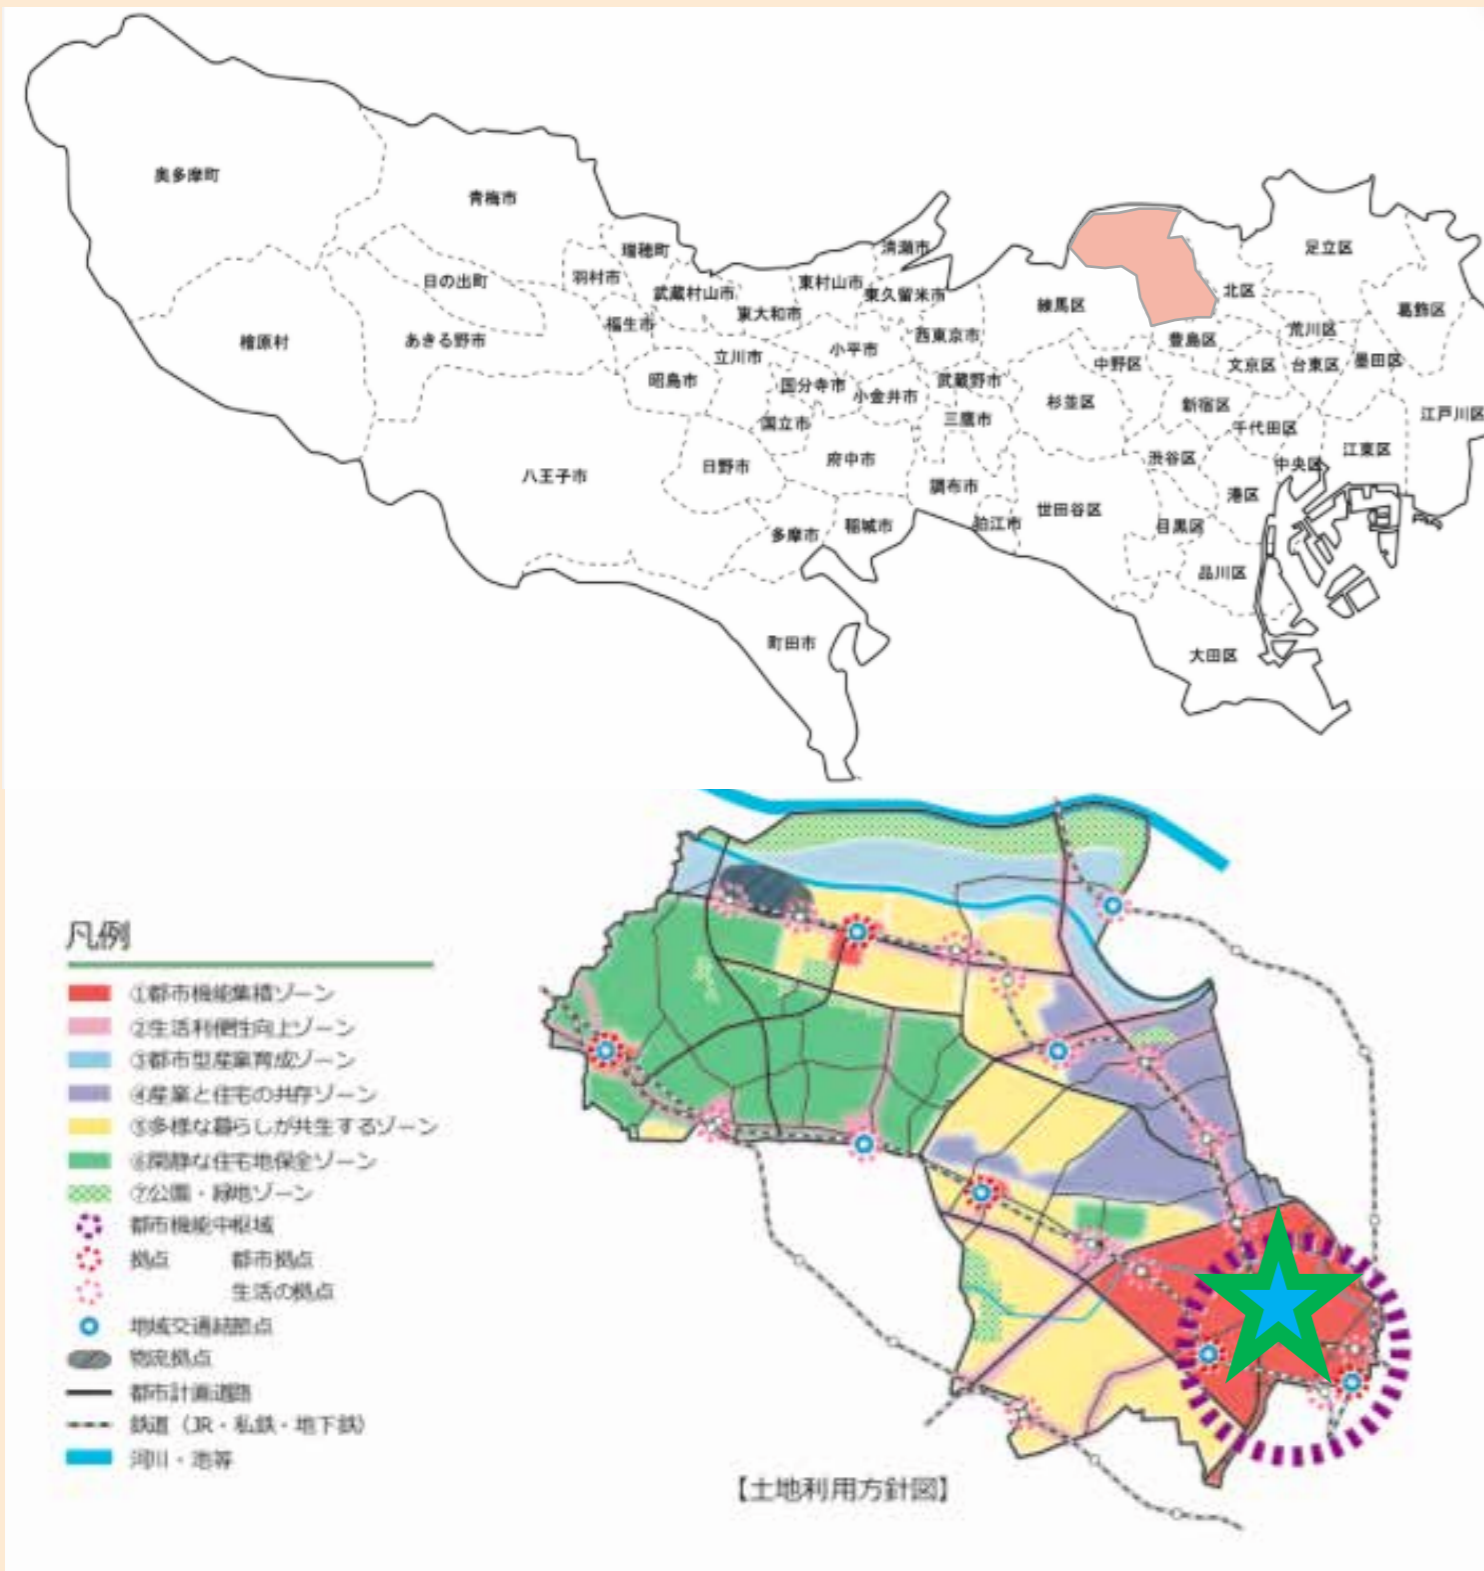 奥多摩町
青梅市
瑞穂町
羽村市
日の出町
武蔵村山市
東大和市
東村山市
清瀬市
東久留米市
福生市
檜原村
あきる野市
立川市
昭島市
小平市
西東京市
国分寺市
小金井市
武蔵野市
国立市
三鷹市
八王子市
日野市
府中市
調布市
多摩市
稲城市
狛江市
町田市
練馬区
北区
足立区
葛飾区
豊島区
荒川区
中野区
文京区
台東区
墨田区
杉並区
新宿区
千代田区
江戸川区
渋谷区
中央区
江東区
港区
世田谷区
目黒区
品川区
大田区
凡例
①都市機能集積ゾーン
②生活利便性向上ゾーン
③都市型産業育成ゾーン
④産業と住宅の共存ゾーン
⑤多様な暮らしが共生するゾーン
⑥閑静な住宅地保全ゾーン
⑦公園・緑地ゾーン
都市機能中枢域
拠点 都市拠点
生活の拠点
地域交通結節点
物流拠点
都市計画道路
鉄道（JR・私鉄・地下鉄）
河川・池等
【土地利用方針図】